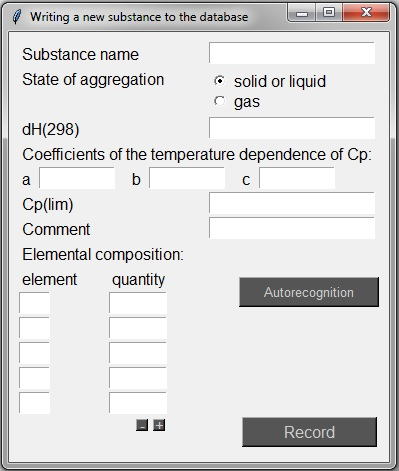 Writing a new substance to the database
Substance name
State of aggregation
solid or liquid
gas
dH(298)
Coefficients of the temperature dependence of Cp:
a b c
Cp(lim)
Comment
Elemental composition:
element quantity
Autorecognition
- +
Record